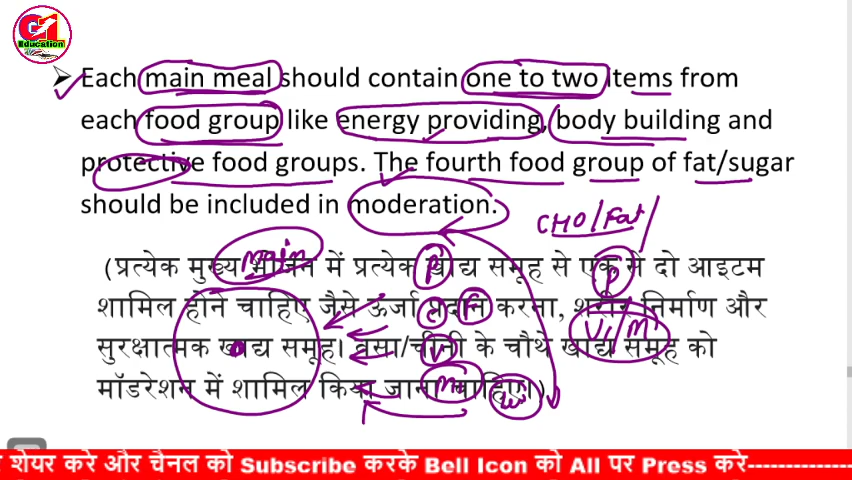 Education
Each main meal should contain one to two items from
each food group like energy providing, body building and
protective food groups. The fourth food group of fat/sugar
should be included in moderation.
CHO/Fat/
main
(प्रत्येक मुख्य भोजन में प्रत्येक खाद्य समूह से एक से दो आइटम
P
P
शामिल होने चाहिए जैसे ऊर्जा प्रदान करना, शरीर निर्माण और
C F
V/M
सुरक्षात्मक खाद्य समूह। वसा/चीनी के चौथे खाद्य समूह को
V
मॉडरेशन में शामिल किया जाना चाहिए।)
शेयर करे और चैनल को Subscribe करके Bell Icon को All पर Press करे